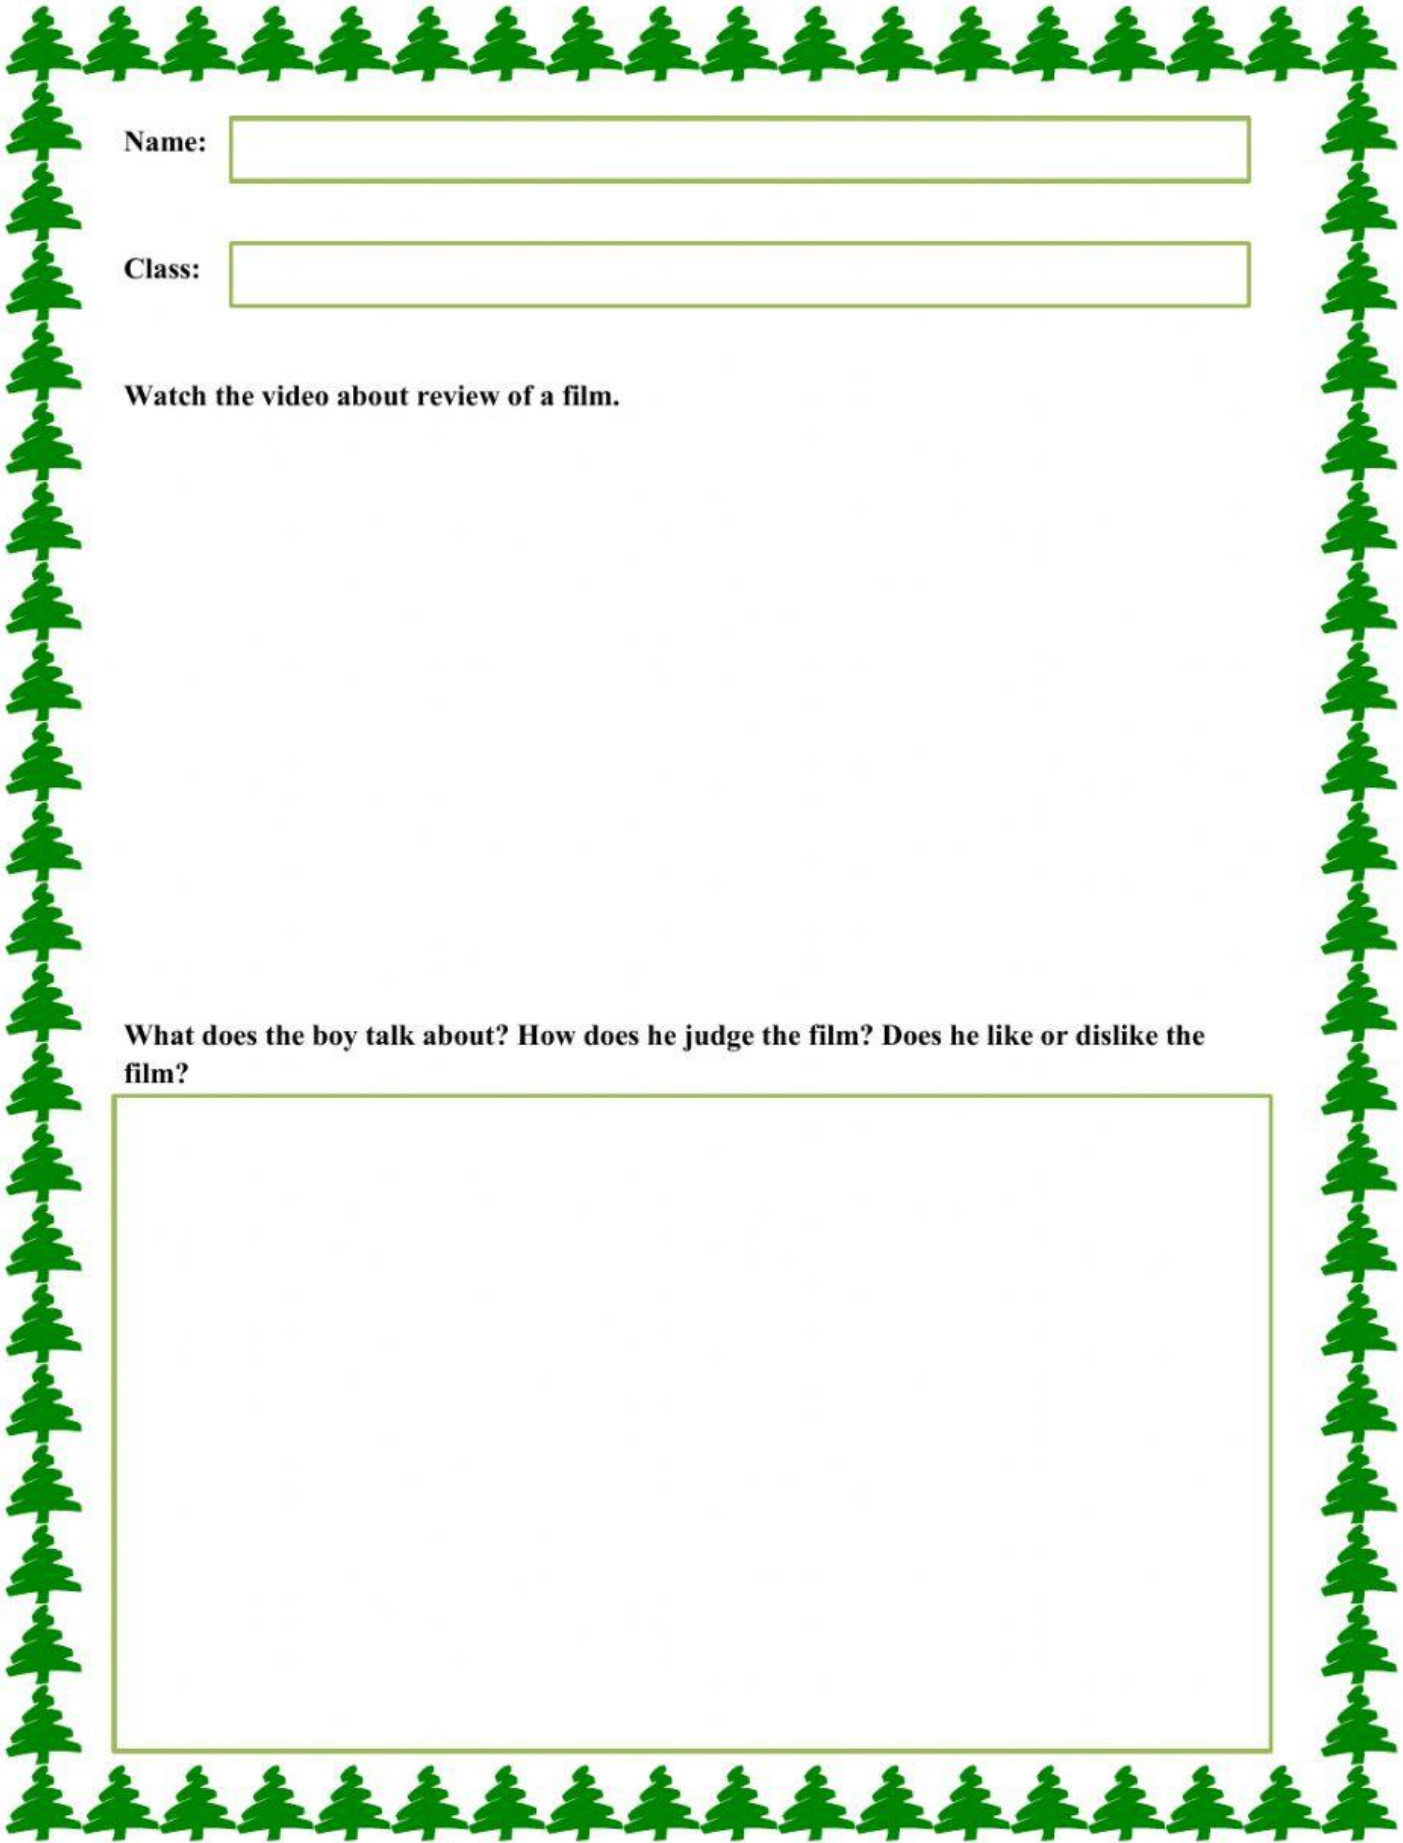 Name:
Class:
Watch the video about review of a film.
What does the boy talk about? How does he judge the film? Does he like or dislike the
film?